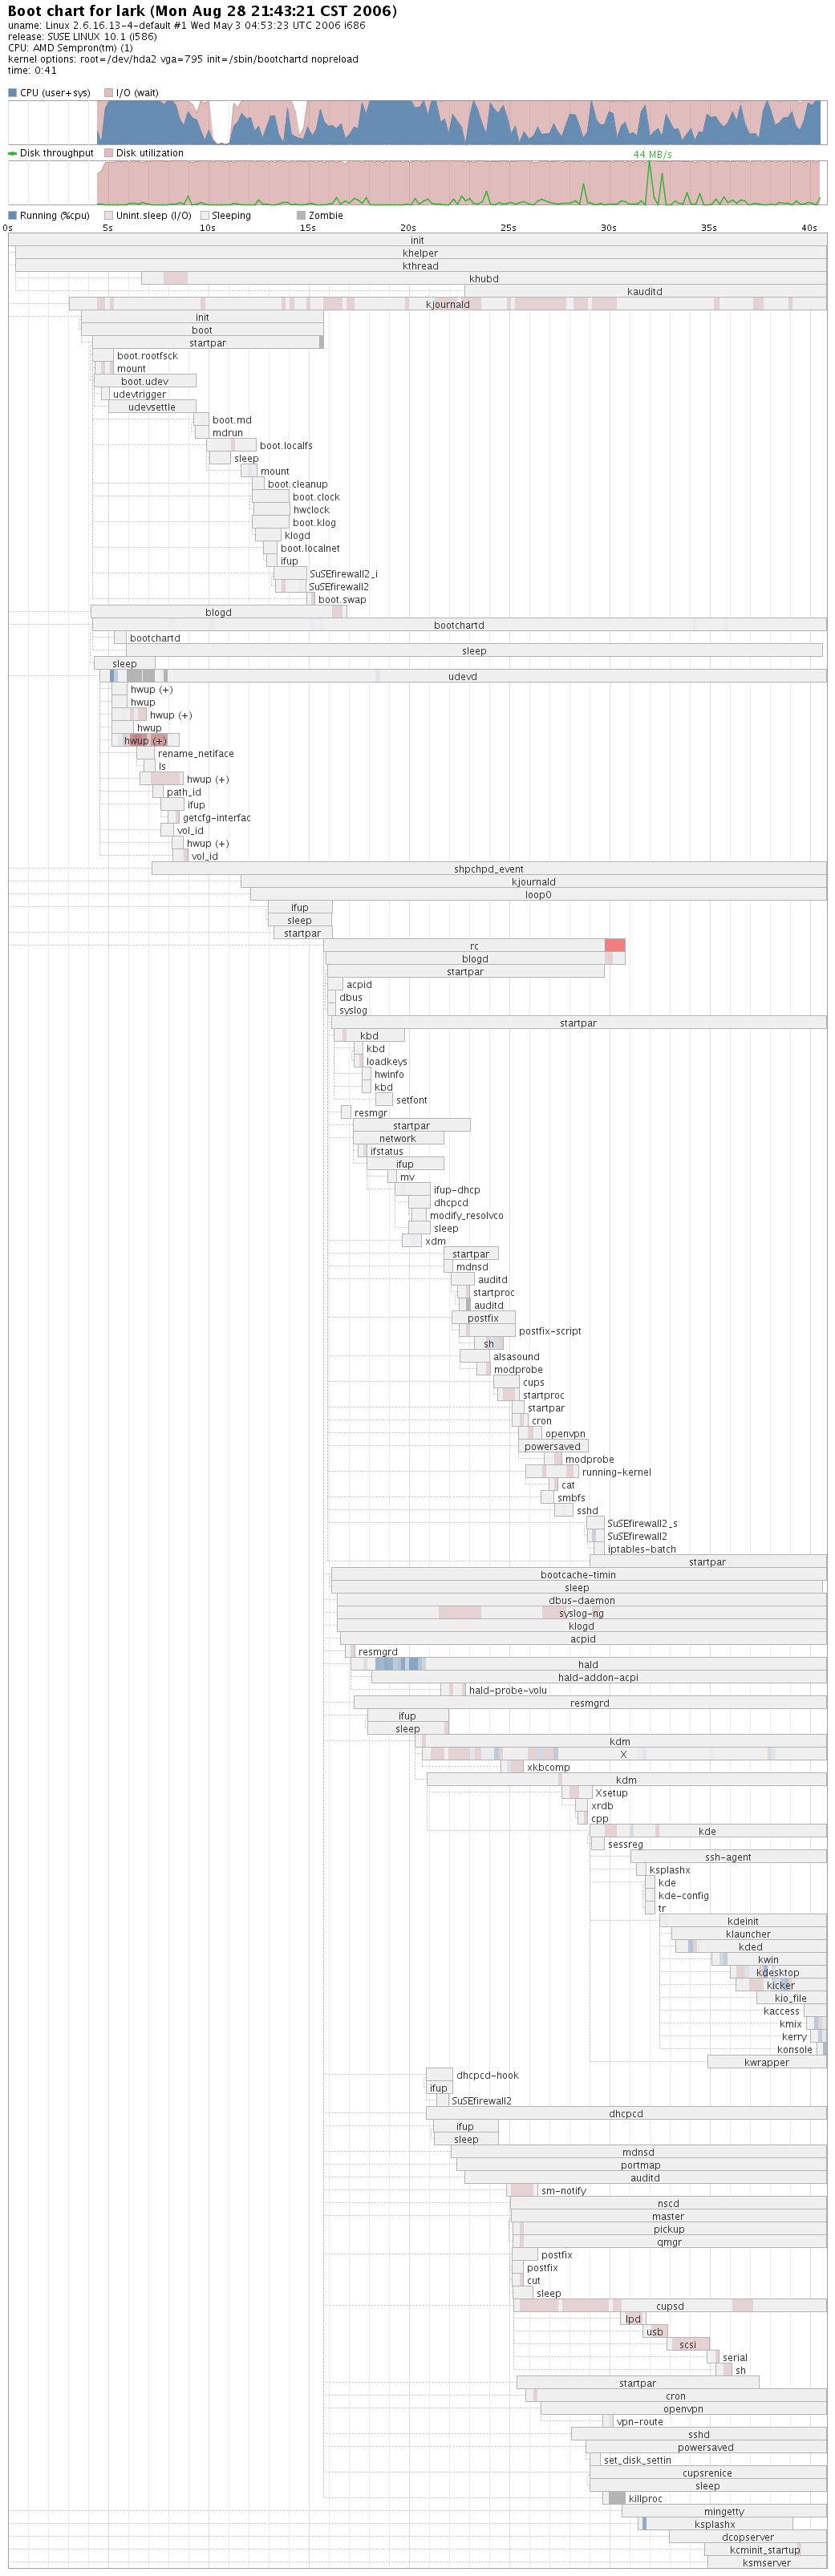 Boot chart for lark (Mon Aug 28 21:43:21 CST 2006)
uname: Linux 2.6.16.13-4-default #1 Wed May 3 04:53:23 UTC 2006 i686
release: SUSE LINUX 10.1 (i586)
CPU: AMD Sempron(tm) (1)
kernel options: root=/dev/hda2 vga=795 init=/sbin/bootchartd nopreload
time: 0:41
CPU (user+sys) I/O (wait)
Disk throughput Disk utilization
44 MB/s
Running (%cpu) Unint.sleep (I/O) Sleeping Zombie
0s 5s 10s 15s 20s 25s 30s 35s 40s
init
khelper
kthread
khubd
kauditd
kjournald
init
boot
startpar
boot.rootfsck
mount
boot.udev
udevtrigger
udevsettle
boot.md
mdrun
boot.localfs
sleep
mount
boot.cleanup
boot.clock
hwclock
boot.klog
klogd
boot.localnet
ifup
SuSEfirewall2_i
SuSEfirewall2
boot.swap
blogd
bootchartd
bootchartd
sleep
sleep
udevd
hwup (+)
hwup
hwup (+)
hwup
hwup (+)
rename_netiface
ls
hwup (+)
path_id
ifup
getcfg-interfac
vol_id
hwup (+)
vol_id
shpchpd_event
kjournald
loop0
ifup
sleep
startpar
rc
blogd
startpar
acpid
dbus
syslog
startpar
kbd
kbd
loadkeys
hwinfo
kbd
setfont
resmgr
startpar
network
ifstatus
ifup
mv
ifup-dhcp
dhcpcd
modify_resolvco
sleep
xdm
startpar
mdnsd
auditd
startproc
auditd
postfix
postfix-script
sh
alsasound
modprobe
cups
startproc
startpar
cron
openvpn
powersaved
modprobe
running-kernel
cat
smbfs
sshd
SuSEfirewall2_s
SuSEfirewall2
iptables-batch
startpar
bootcache-timin
sleep
dbus-daemon
syslog-ng
klogd
acpid
resmgrd
hald
hald-addon-acpi
hald-probe-volu
resmgrd
ifup
sleep
kdm
X
xkbcomp
kdm
Xsetup
xrdb
cpp
kde
sessreg
ssh-agent
ksplashx
kde
kde-config
tr
kdeinit
klauncher
kded
kwin
kdesktop
kicker
kio_file
kaccess
kmix
kerry
konsole
kwrapper
dhcpcd-hook
ifup
SuSEfirewall2
dhcpcd
ifup
sleep
mdnsd
portmap
auditd
sm-notify
nscd
master
pickup
qmgr
postfix
postfix
cut
sleep
cupsd
lpd
usb
scsi
serial
sh
startpar
cron
openvpn
vpn-route
sshd
powersaved
set_disk_settin
cupsrenice
sleep
killproc
mingetty
ksplashx
dcopserver
kcminit_startup
ksmserver